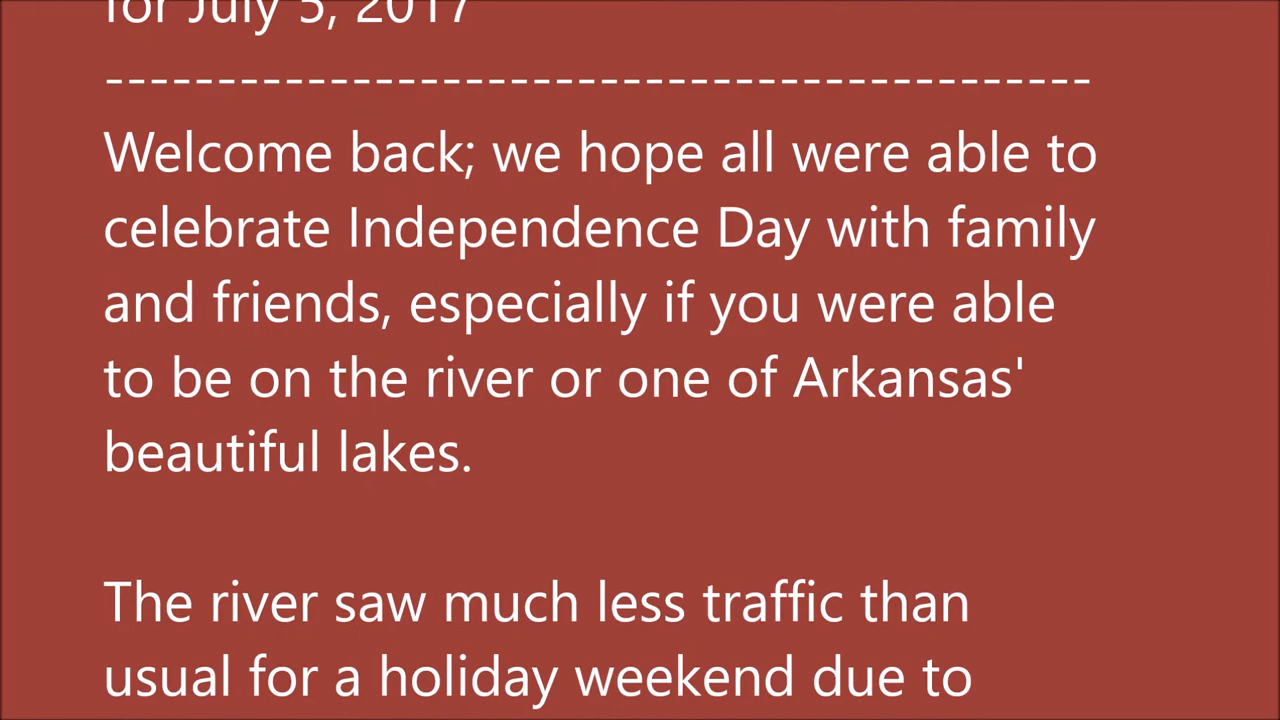 for July 5, 2017
--------------------------------------------
Welcome back; we hope all were able to
celebrate Independence Day with family
and friends, especially if you were able
to be on the river or one of Arkansas'
beautiful lakes.
The river saw much less traffic than
usual for a holiday weekend due to